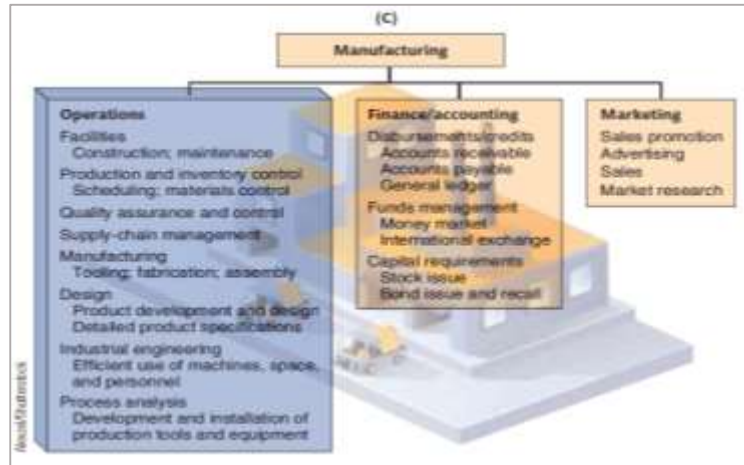 (C)
Manufacturing
Operations
Facilities
Construction; maintenance
Production and inventory control
Scheduling; materials control
Quality assurance and control
Supply-chain management
Manufacturing
Tooling; fabrication; assembly
Design
Product development and design
Detailed product specifications
Industrial engineering
Efficient use of machines, space,
and personnel
Process analysis
Development and installation of
production tools and equipment
Finance/accounting
Disbursements/credits
Accounts receivable
Accounts payable
General ledger
Funds management
Money market
International exchange
Capital requirements
Stock issue
Bond issue and recall
Marketing
Sales promotion
Advertising
Sales
Market research